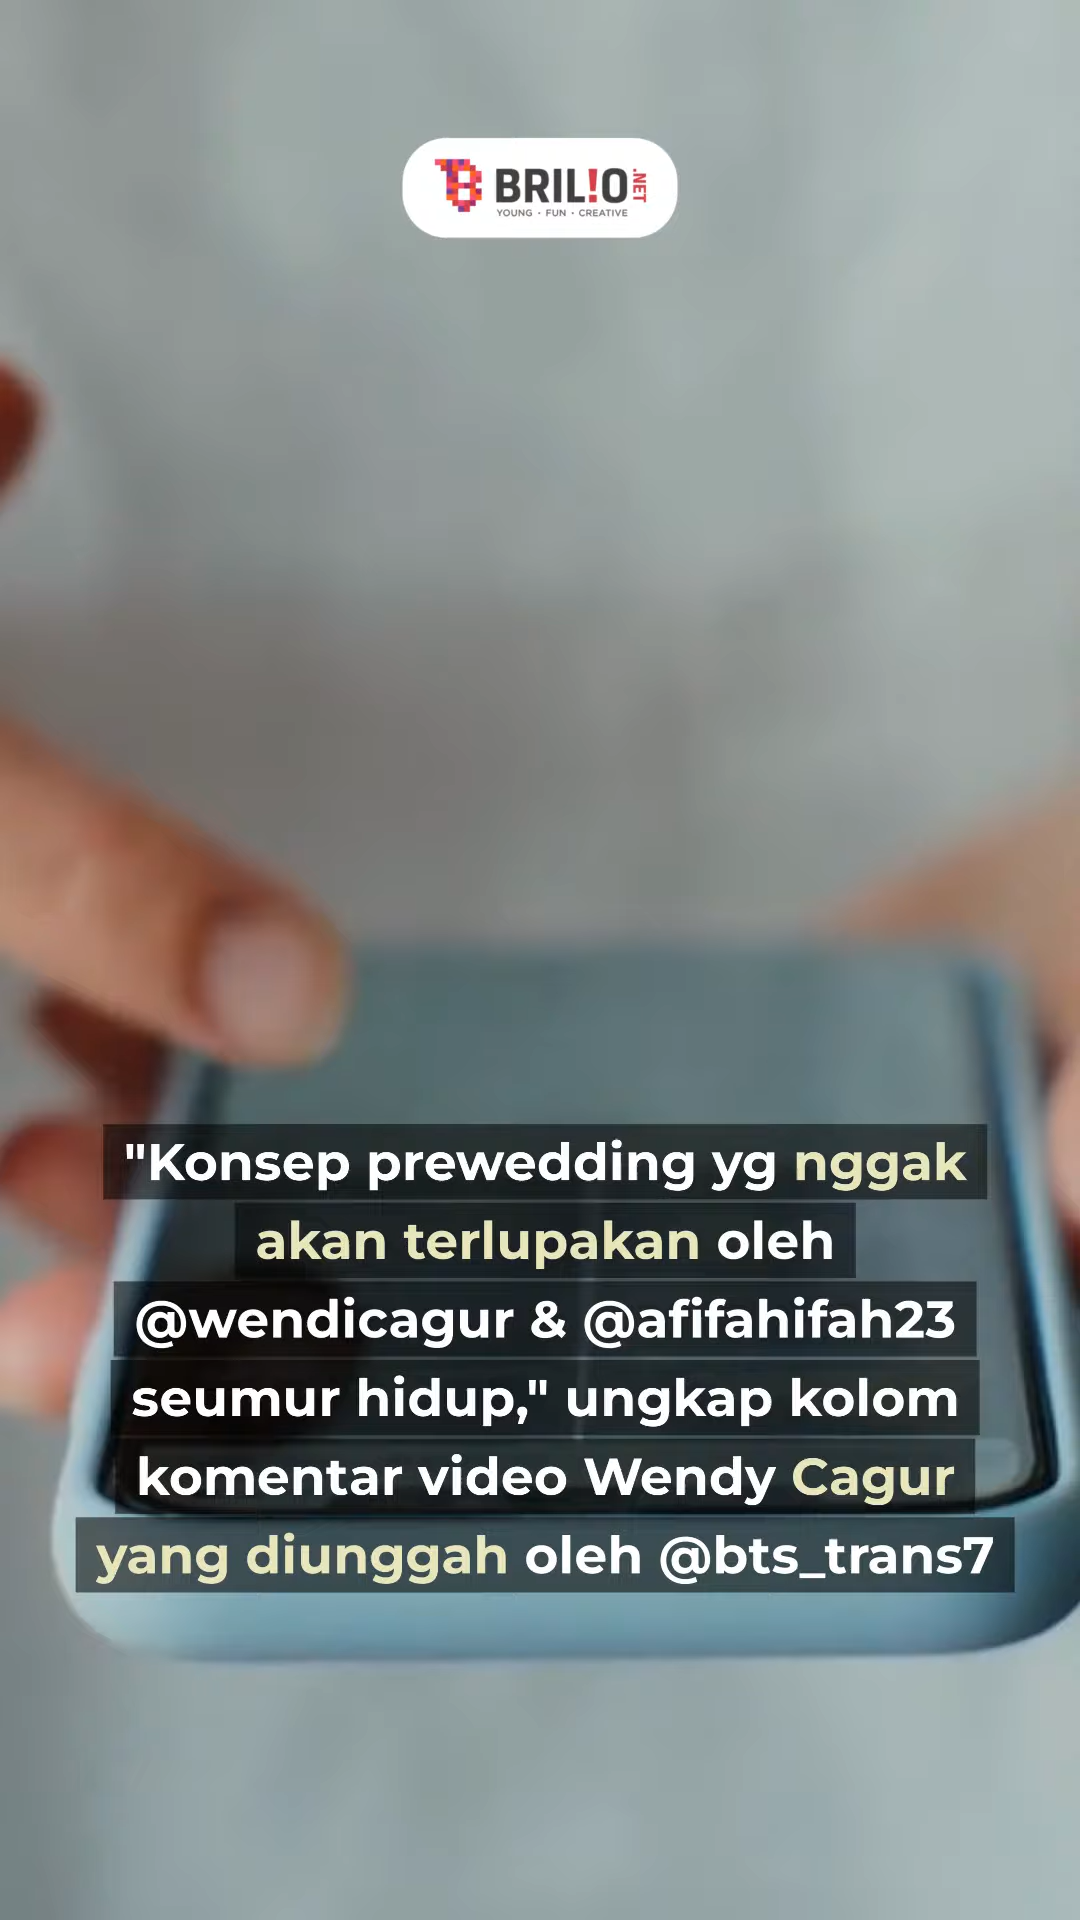 BRIL!O.NET
YOUNG • FUN • CREATIVE
"Konsep prewedding yg nggak
akan terlupakan oleh
@wendicagur & @afifahifah23
seumur hidup," ungkap kolom
komentar video Wendy Cagur
yang diunggah oleh @bts_trans7